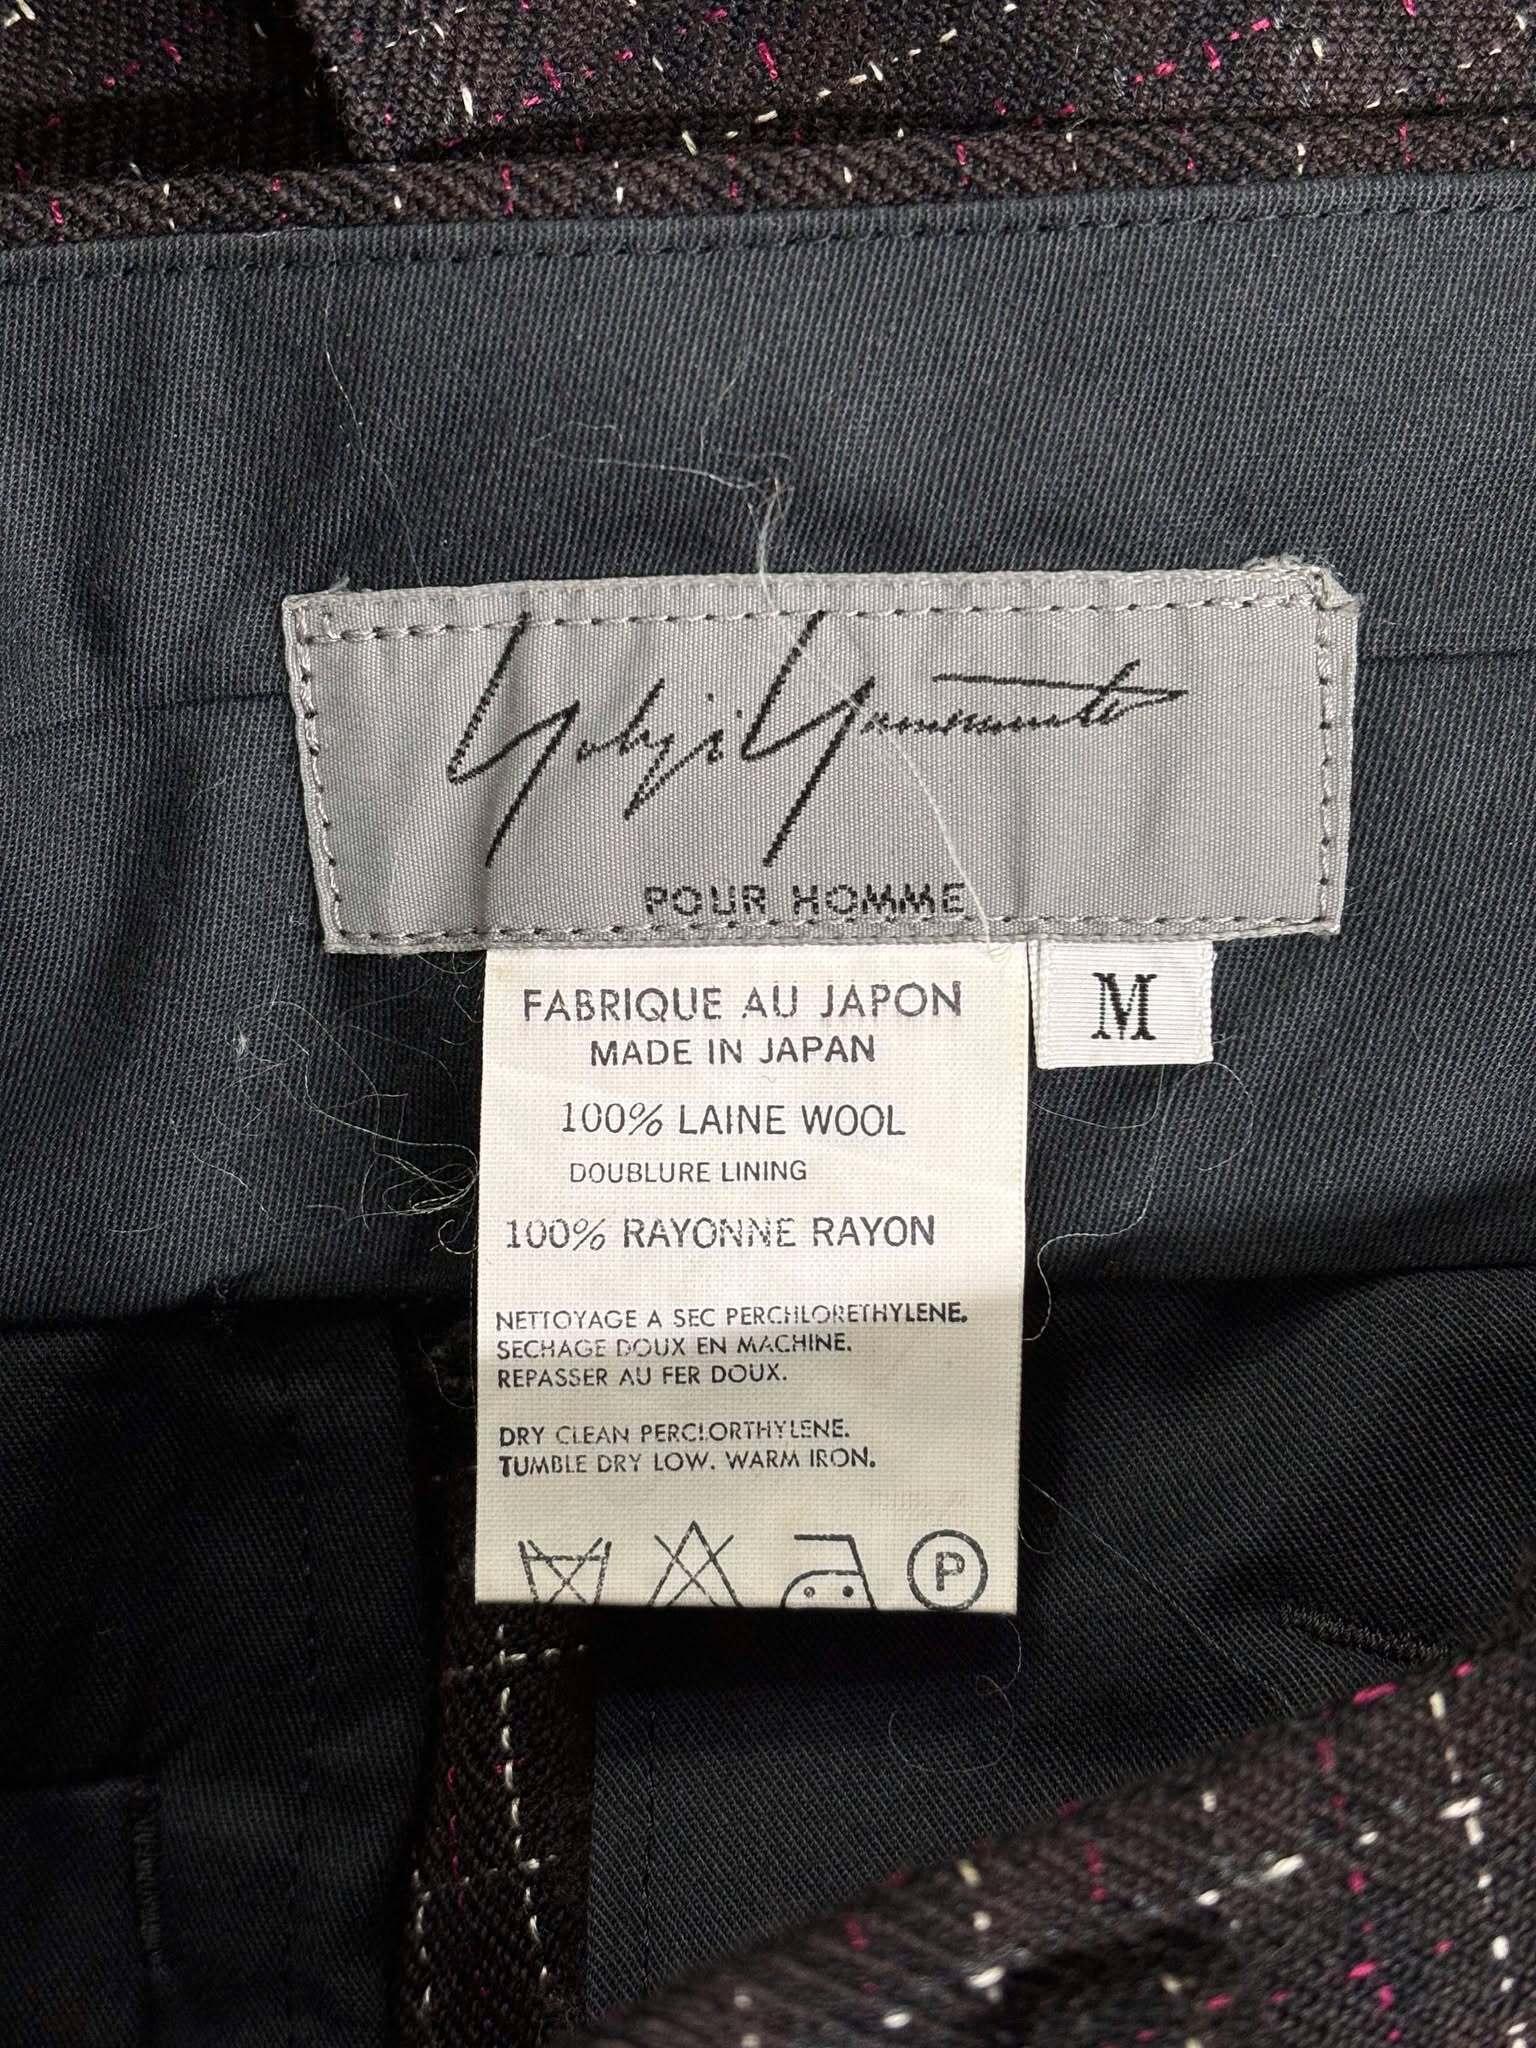 Yohji Yamamoto
POUR HOMME
M
FABRIQUE AU JAPON
MADE IN JAPAN
100% LAINE WOOL
DOUBLURE LINING
100% RAYONNE RAYON
NETTOYAGE A SEC PERCHLORETHYLENE.
SECHAGE DOUX EN MACHINE.
REPASSER AU FER DOUX.
DRY CLEAN PERCLORTHYLENE.
TUMBLE DRY LOW. WARM IRON.
P